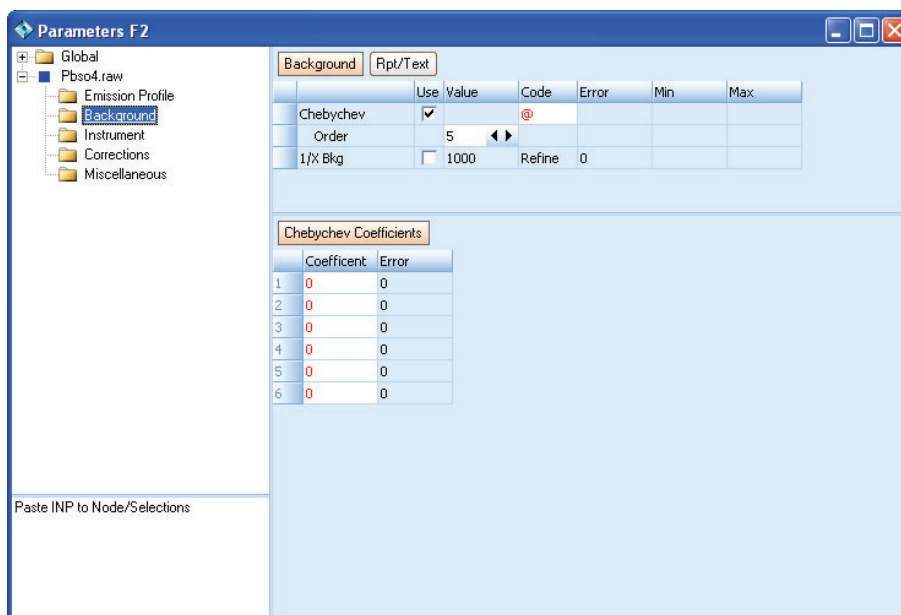 Parameters F2
Global
Pbso4.raw
Emission Profile
Background
Instrument
Corrections
Miscellaneous
Paste INP to Node/Selections
Background Rpt/Text
Use Value Code Error Min Max
Chebychev @
Order 5
1/X Bkg 1000 Refine 0
Chebychev Coefficients
Coefficent Error
1 0 0
2 0 0
3 0 0
4 0 0
5 0 0
6 0 0